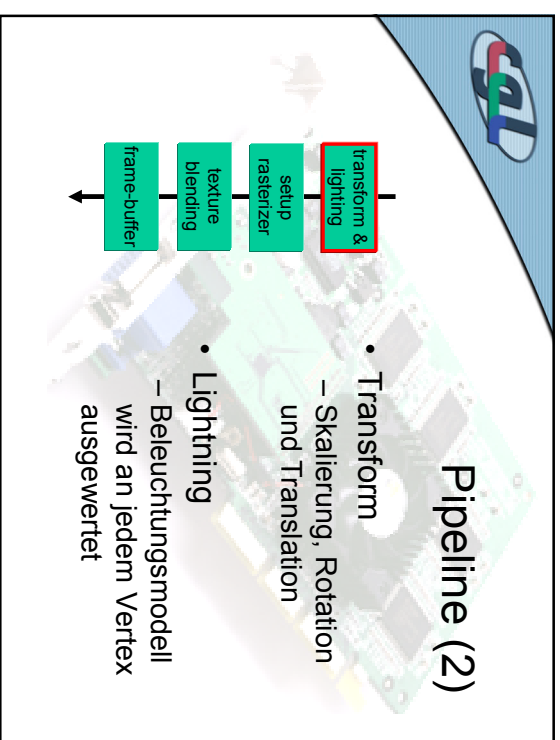 Pipeline (2)
transform &
lighting
setup
rasterizer
texture
blending
frame-buffer
• Transform
– Skalierung, Rotation
und Translation
• Lightning
– Beleuchtungsmodell
wird an jedem Vertex
ausgewertet